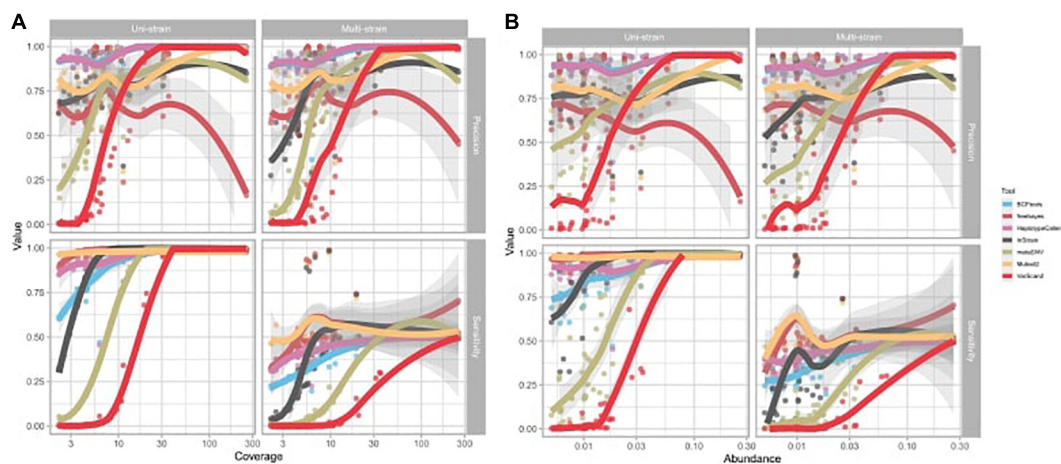 A
Uni-strain
Multi-strain
1.00
0.75
0.50
0.25
0.00
Precision
Value
1.00
0.75
0.50
0.25
0.00
Sensitivity
3
10
30
100
300
3
10
30
100
300
Coverage
B
Uni-strain
Multi-strain
1.00
0.75
0.50
0.25
0.00
Precision
Value
1.00
0.75
0.50
0.25
0.00
Sensitivity
0.01
0.03
0.10
0.30
0.01
0.03
0.10
0.30
Abundance
Tool
BCFtools
freebayes
HaplotypeCaller
InStrain
metaSNV
Mutect2
VarScan2